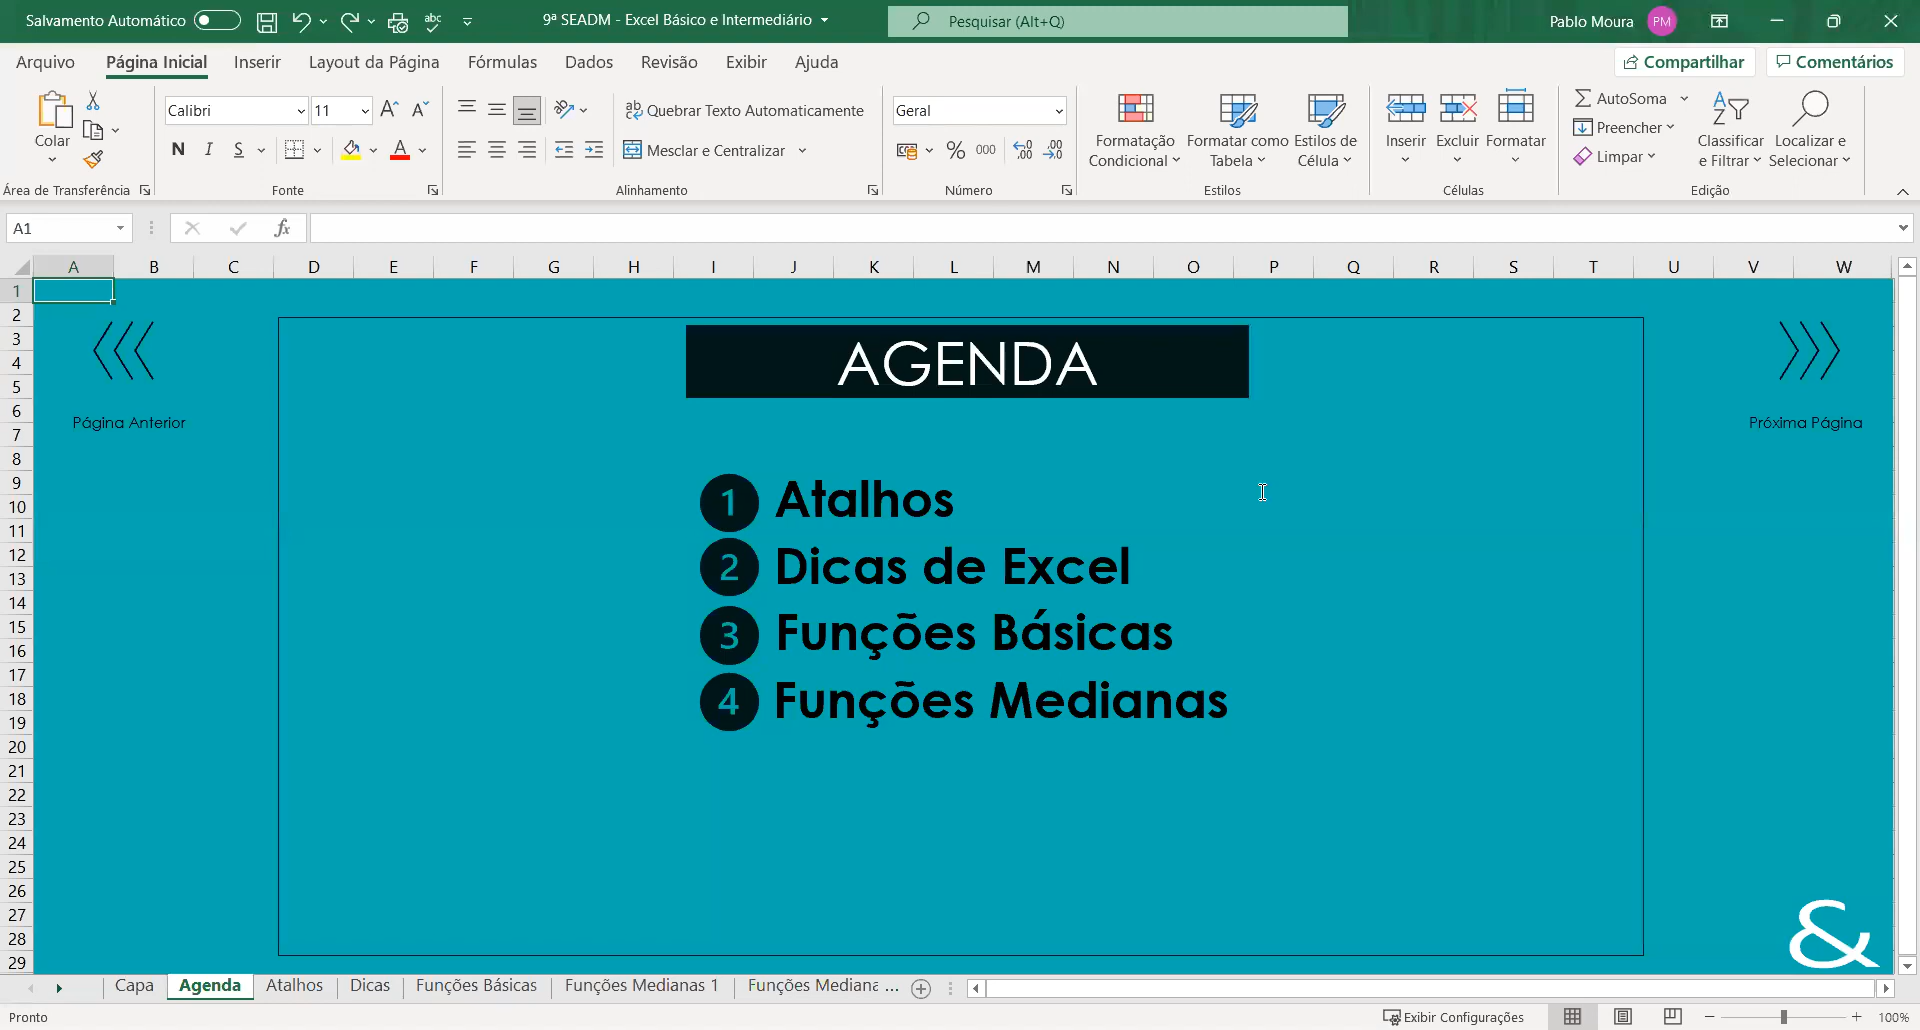 Salvamento Automático
9ª SEADM - Excel Básico e Intermediário
Pesquisar (Alt+Q)
Pablo Moura PM
Arquivo Página Inicial Inserir Layout da Página Fórmulas Dados Revisão Exibir Ajuda Compartilhar Comentários
Colar
Calibri 11
N I S
Quebrar Texto Automaticamente
Mesclar e Centralizar
Geral
% 000
Formatação Condicional
Formatar como Tabela
Estilos de Célula
Inserir Excluir Formatar
AutoSoma
Preencher
Limpar
Classificar e Filtrar
Localizar e Selecionar
Área de Transferência Fonte Alinhamento Número Estilos Células Edição
A1 fx
A B C D E F G H I J K L M N O P Q R S T U V W
1
2
3
4
5
6
7
8
9
10
11
12
13
14
15
16
17
18
19
20
21
22
23
24
25
26
27
28
29
AGENDA
Página Anterior
Próxima Página
1 Atalhos
2 Dicas de Excel
3 Funções Básicas
4 Funções Medianas
&
Capa Agenda Atalhos Dicas Funções Básicas Funções Medianas 1 Funções Mediana ...
Pronto Exibir Configurações 100%